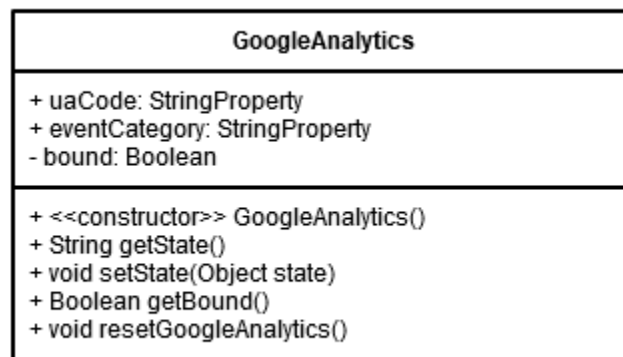 GoogleAnalytics
+ uaCode: StringProperty
+ eventCategory: StringProperty
- bound: Boolean
+ <<constructor>> GoogleAnalytics()
+ String getState()
+ void setState(Object state)
+ Boolean getBound()
+ void resetGoogleAnalytics()